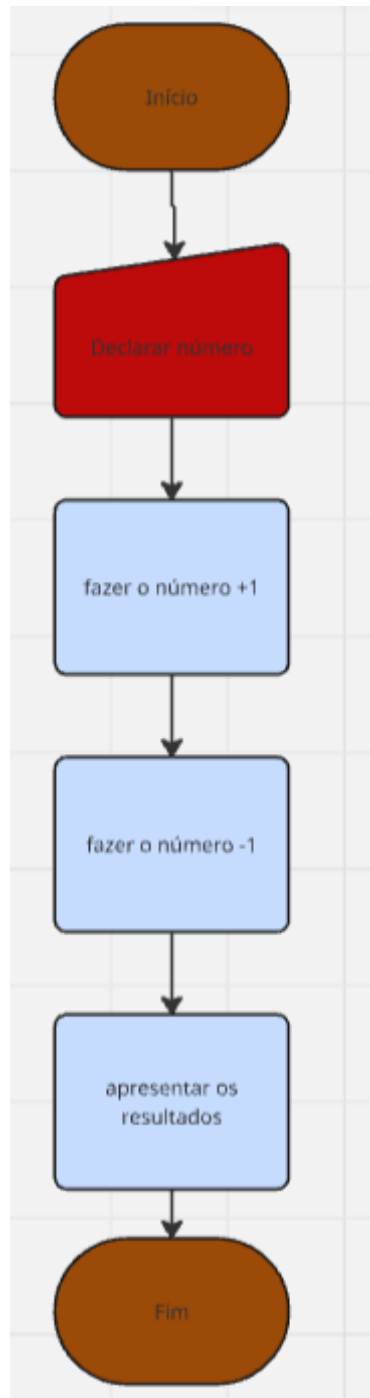 Início
Declarar número
fazer o número +1
fazer o número -1
apresentar os
resultados
Fim